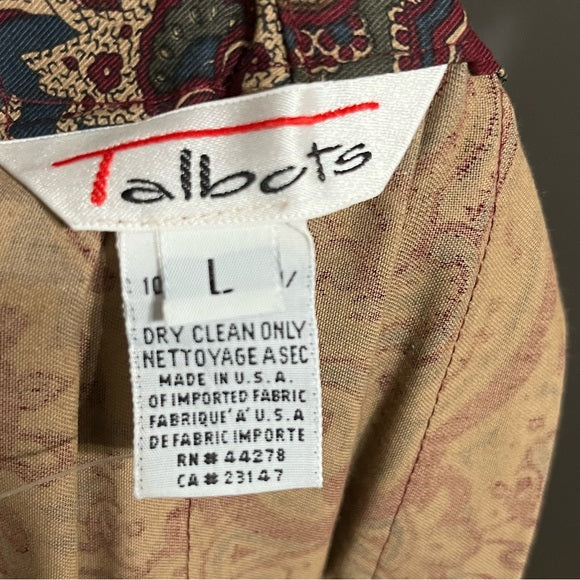 Talbots
L
DRY CLEAN ONLY
NETTOYAGE A SEC
MADE IN U.S.A.
OF IMPORTED FABRIC
FABRIQUE' A' U.S.A
DE FABRIC IMPORTE
RN# 44278
CA# 23147